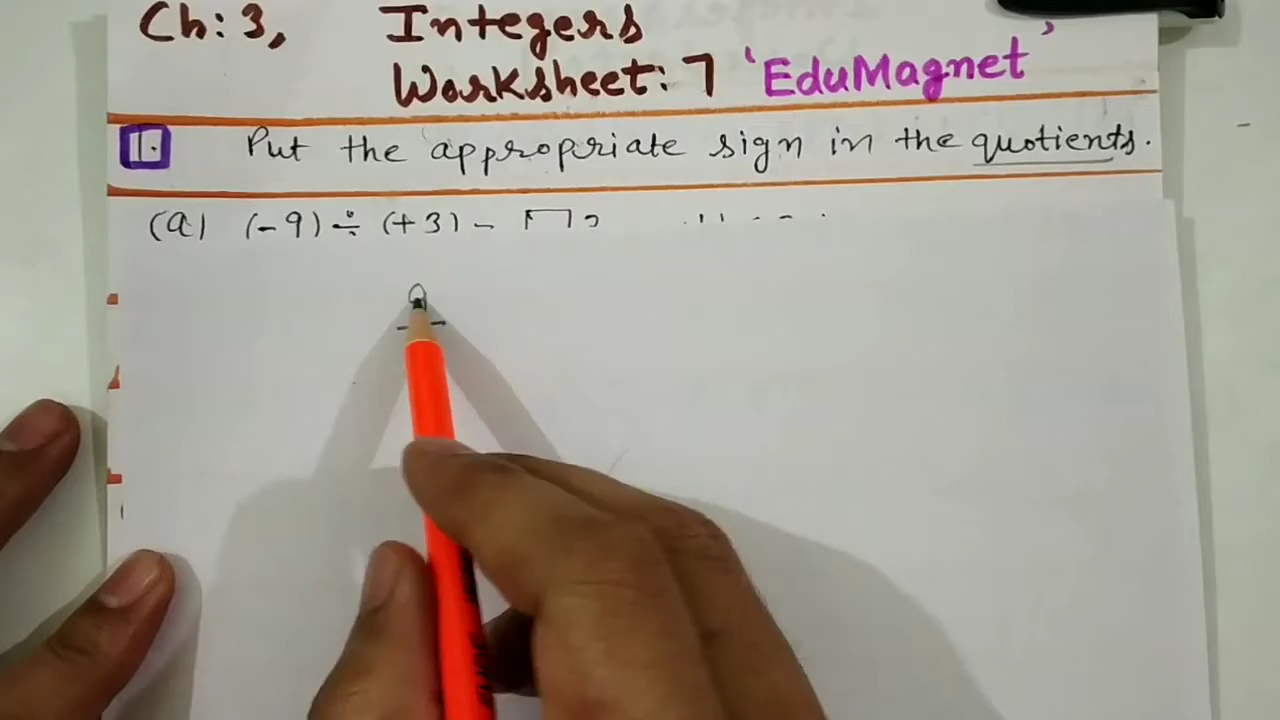 Ch: 3, Integers
Worksheet: 7 'EduMagnet'
1. Put the appropriate sign in the quotients.
(a) (-9) ÷ (+3) =